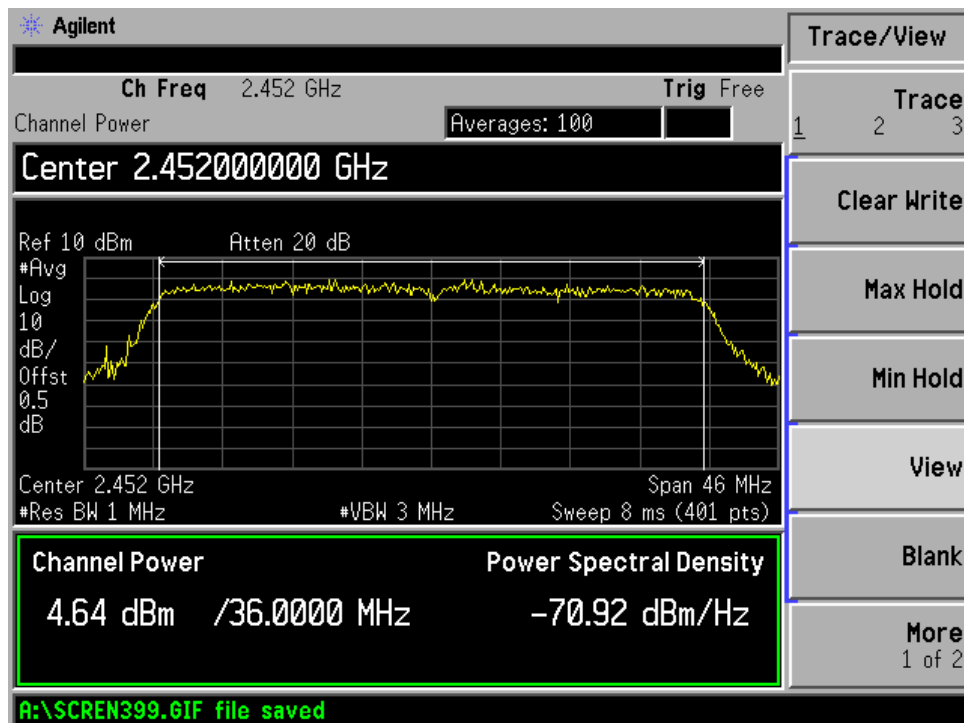 Agilent
Ch Freq 2.452 GHz Trig Free
Channel Power Averages: 100
Center 2.452000000 GHz
Ref 10 dBm Atten 20 dB
#Avg
Log
10
dB/
Offst
0.5
dB
Center 2.452 GHz Span 46 MHz
#Res BW 1 MHz #VBW 3 MHz Sweep 8 ms (401 pts)
Channel Power Power Spectral Density
4.64 dBm /36.0000 MHz -70.92 dBm/Hz
A:\SCREN399.GIF file saved
Trace/View
Trace
1 2 3
Clear Write
Max Hold
Min Hold
View
Blank
More
1 of 2